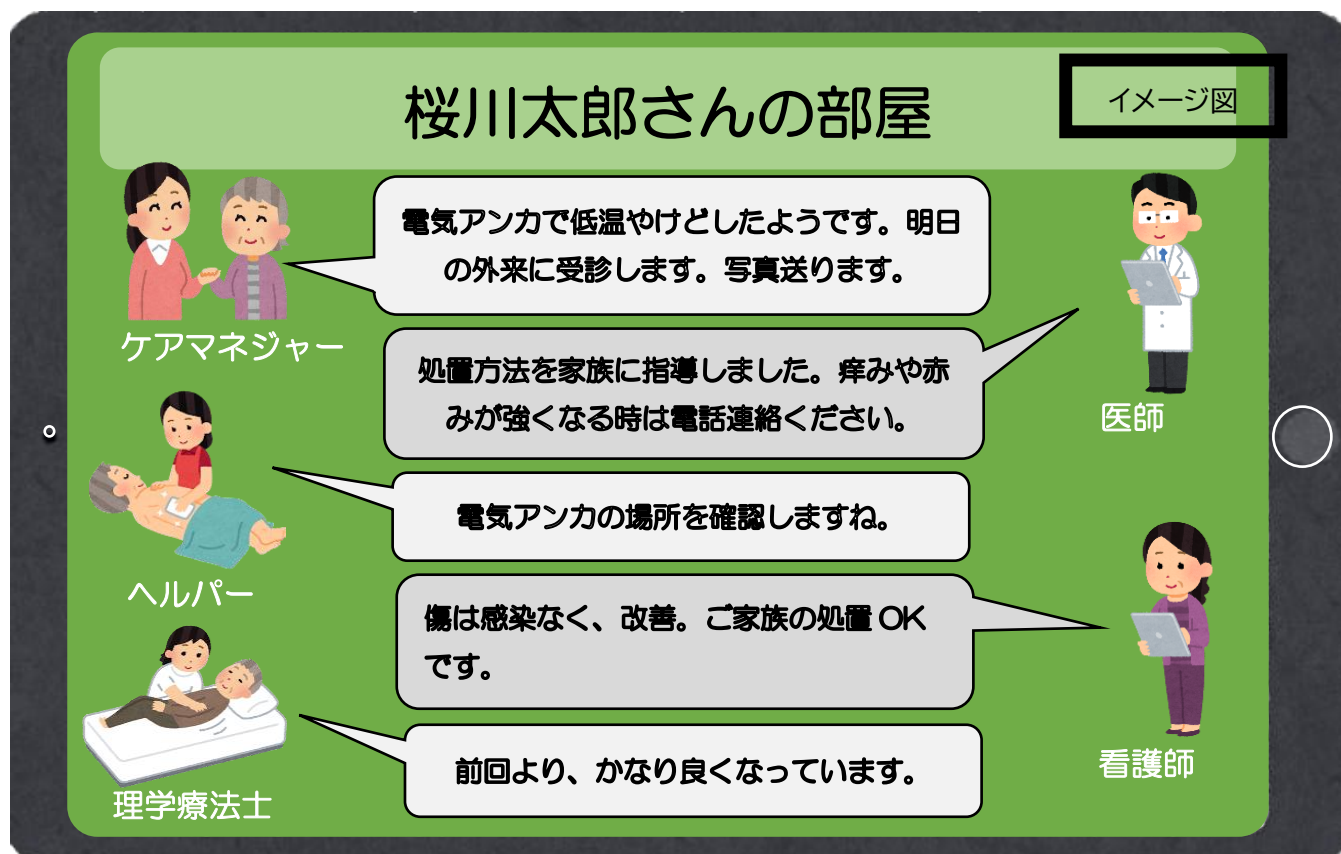 桜川太郎さんの部屋
イメージ図
電気アンカで低温やけどしたようです。明日
の外来に受診します。写真送ります。
ケアマネジャー
処置方法を家族に指導しました。痒みや赤
みが強くなる時は電話連絡ください。
医師
電気アンカの場所を確認しますね。
ヘルパー
傷は感染なく、改善。ご家族の処置 OK
です。
看護師
前回より、かなり良くなっています。
理学療法士